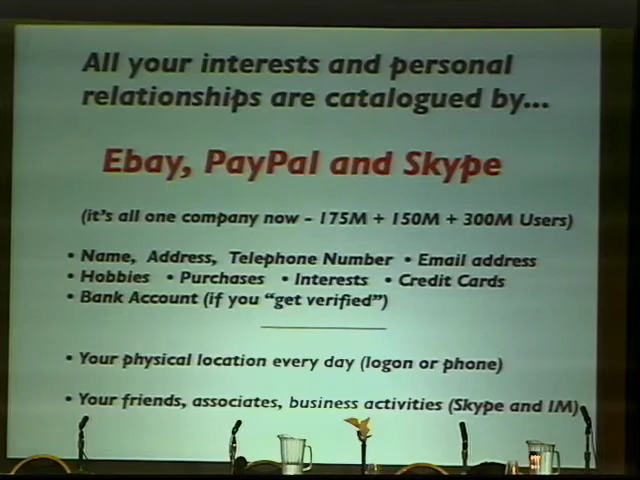 All your interests and personal
relationships are catalogued by...
Ebay, PayPal and Skype
(it's all one company now - 175M + 150M + 300M Users)
• Name, Address, Telephone Number • Email address
• Hobbies • Purchases • Interests • Credit Cards
• Bank Account (if you "get verified")
• Your physical location every day (logon or phone)
• Your friends, associates, business activities (Skype and IM)